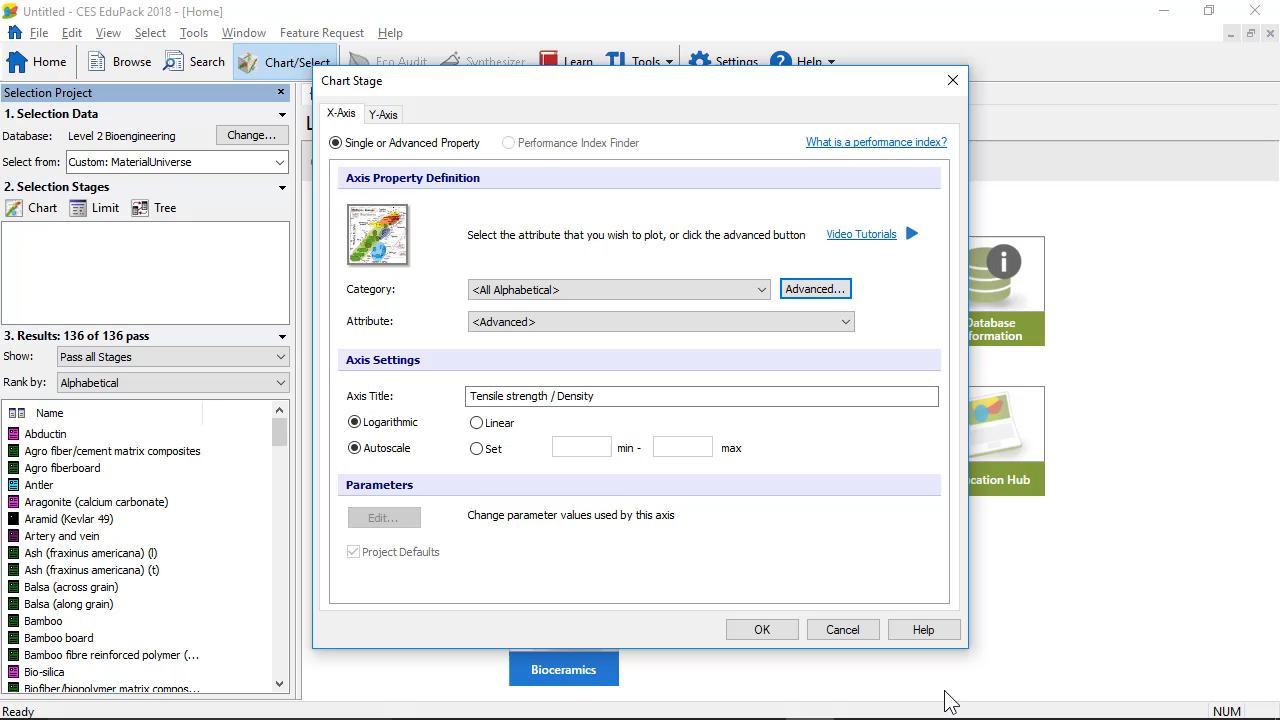 Untitled - CES EduPack 2018 - [Home]
File Edit View Select Tools Window Feature Request Help
Home Browse Search Chart/Select Eco Audit Synthesizer Learn Tools Settings Help
Selection Project
1. Selection Data
Database: Level 2 Bioengineering Change...
Select from: Custom: MaterialUniverse
2. Selection Stages
Chart Limit Tree
3. Results: 136 of 136 pass
Show: Pass all Stages
Rank by: Alphabetical
Name
Abductin
Agro fiber/cement matrix composites
Agro fiberboard
Antler
Aragonite (calcium carbonate)
Aramid (Kevlar 49)
Artery and vein
Ash (fraxinus americana) (l)
Ash (fraxinus americana) (t)
Balsa (across grain)
Balsa (along grain)
Bamboo
Bamboo board
Bamboo fibre reinforced polymer (...
Bio-silica
Biofiber/biopolymer matrix compos...
Ready
Chart Stage
X-Axis Y-Axis
Single or Advanced Property Performance Index Finder What is a performance index?
Axis Property Definition
Select the attribute that you wish to plot, or click the advanced button Video Tutorials
Category: <All Alphabetical> Advanced...
Attribute: <Advanced>
Axis Settings
Axis Title: Tensile strength / Density
Logarithmic Linear
Autoscale Set min - max
Parameters
Edit... Change parameter values used by this axis
Project Defaults
OK Cancel Help
Database
formation
cation Hub
Bioceramics
NUM